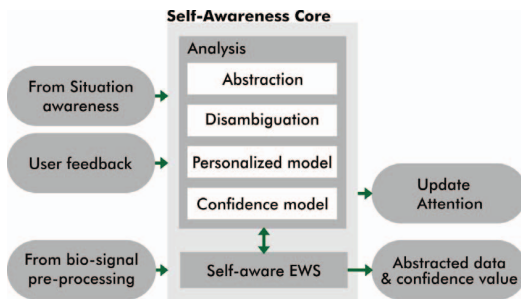 Self-Awareness Core
Analysis
Abstraction
Disambiguation
Personalized model
Confidence model
Self-aware EWS
From Situation
awareness
User feedback
From bio-signal
pre-processing
Update
Attention
Abstracted data
& confidence value